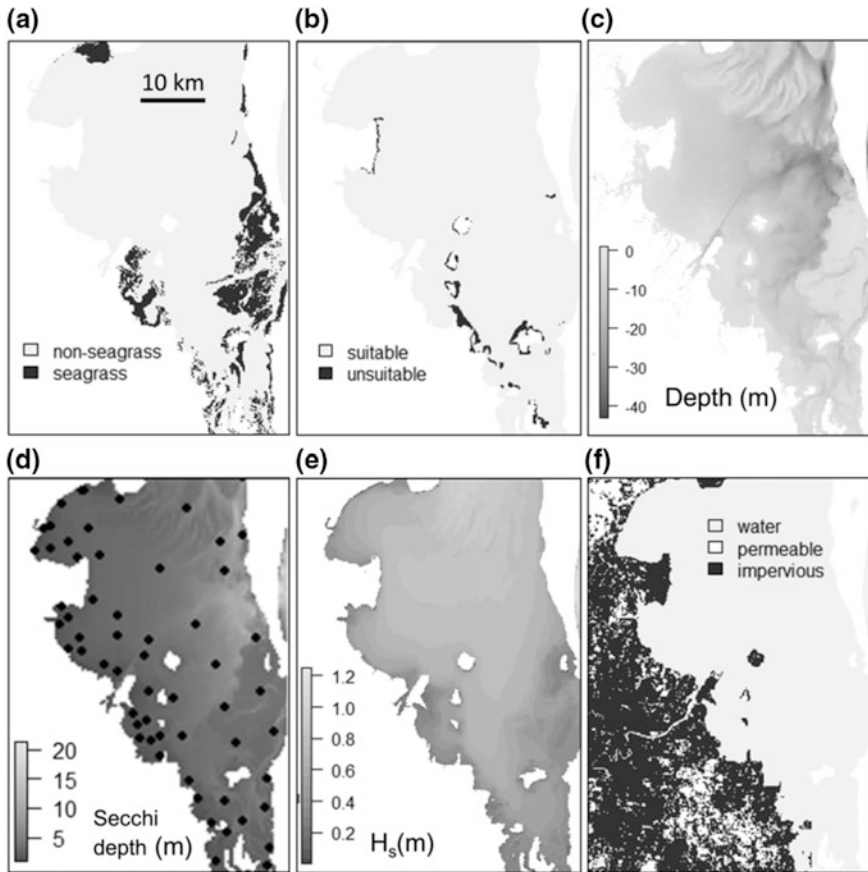 (a)
10 km
non-seagrass
seagrass
(b)
suitable
unsuitable
(c)
0
-10
-20
-30
-40
Depth (m)
(d)
20
15
10
5
Secchi
depth (m)
(e)
1.2
1.0
0.8
0.6
0.4
0.2
Hs(m)
(f)
water
permeable
impervious